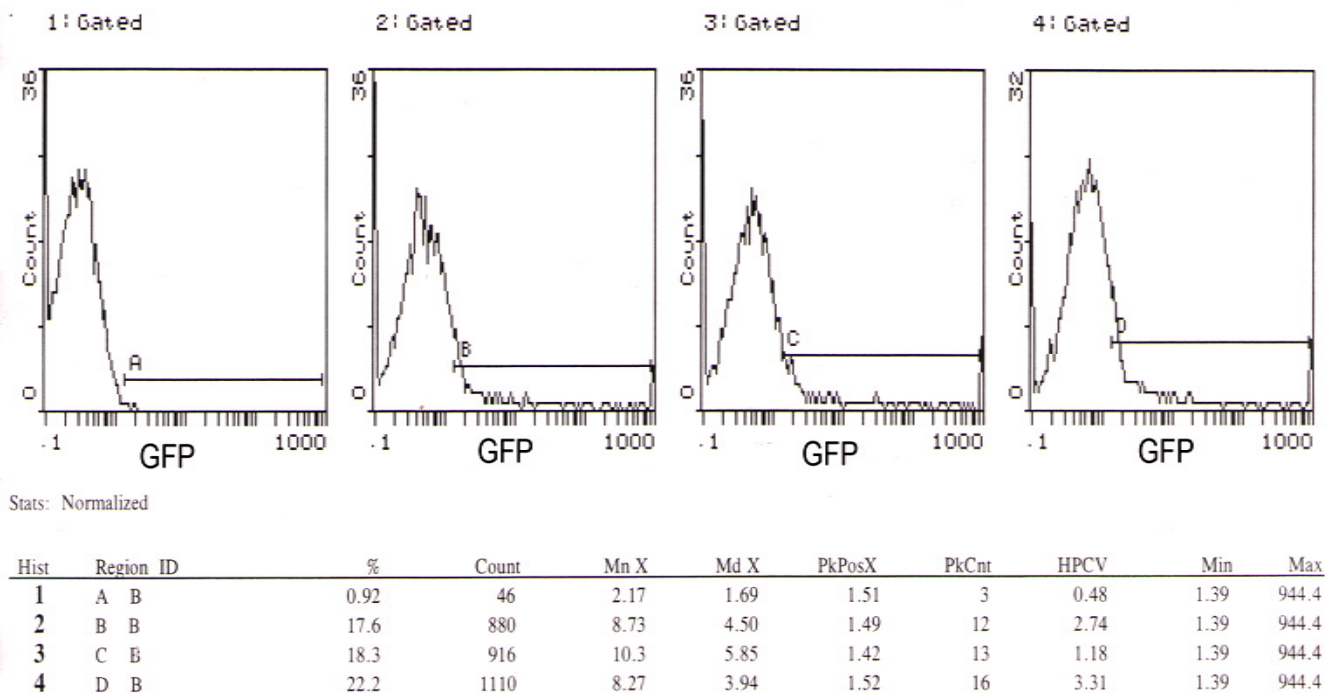 1: Gated 2: Gated 3: Gated 4: Gated
36 36 36 32
Count Count Count Count
A B C D
0 0 0 0
.1 1000 .1 1000 .1 1000 .1 1000
GFP GFP GFP GFP
Stats: Normalized
Hist Region ID % Count Mn X Md X PkPosX PkCnt HPCV Min Max
1 A B 0.92 46 2.17 1.69 1.51 3 0.48 1.39 944.4
2 B B 17.6 880 8.73 4.50 1.49 12 2.74 1.39 944.4
3 C B 18.3 916 10.3 5.85 1.42 13 1.18 1.39 944.4
4 D B 22.2 1110 8.27 3.94 1.52 16 3.31 1.39 944.4